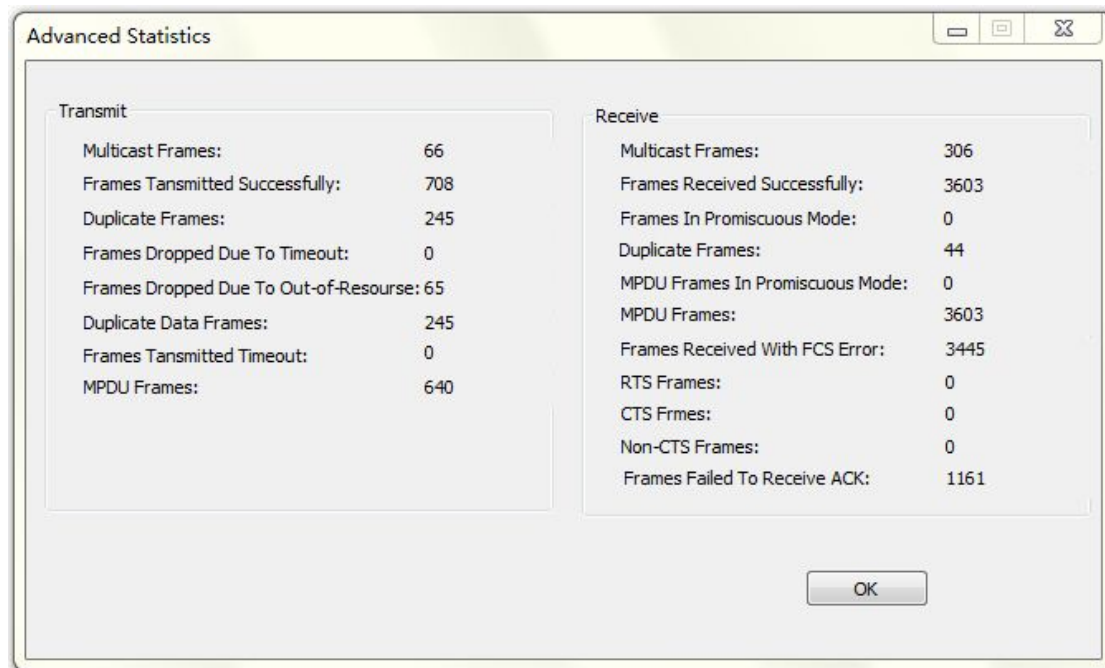 Advanced Statistics
Transmit
Multicast Frames: 66
Frames Tansmitted Successfully: 708
Duplicate Frames: 245
Frames Dropped Due To Timeout: 0
Frames Dropped Due To Out-of-Resourse: 65
Duplicate Data Frames: 245
Frames Tansmitted Timeout: 0
MPDU Frames: 640
Receive
Multicast Frames: 306
Frames Received Successfully: 3603
Frames In Promiscuous Mode: 0
Duplicate Frames: 44
MPDU Frames In Promiscuous Mode: 0
MPDU Frames: 3603
Frames Received With FCS Error: 3445
RTS Frames: 0
CTS Frmes: 0
Non-CTS Frames: 0
Frames Failed To Receive ACK: 1161
OK